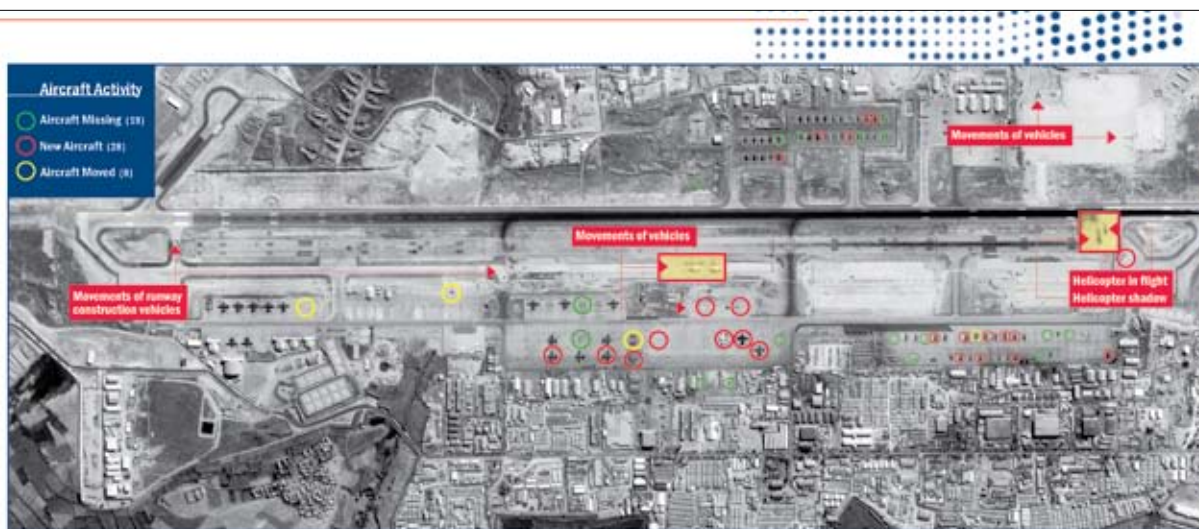 Aircraft Activity
Aircraft Missing (19)
New Aircraft (28)
Aircraft Moved (8)
Movements of vehicles
Movements of vehicles
Movements of runway
construction vehicles
Helicopter in flight
Helicopter shadow